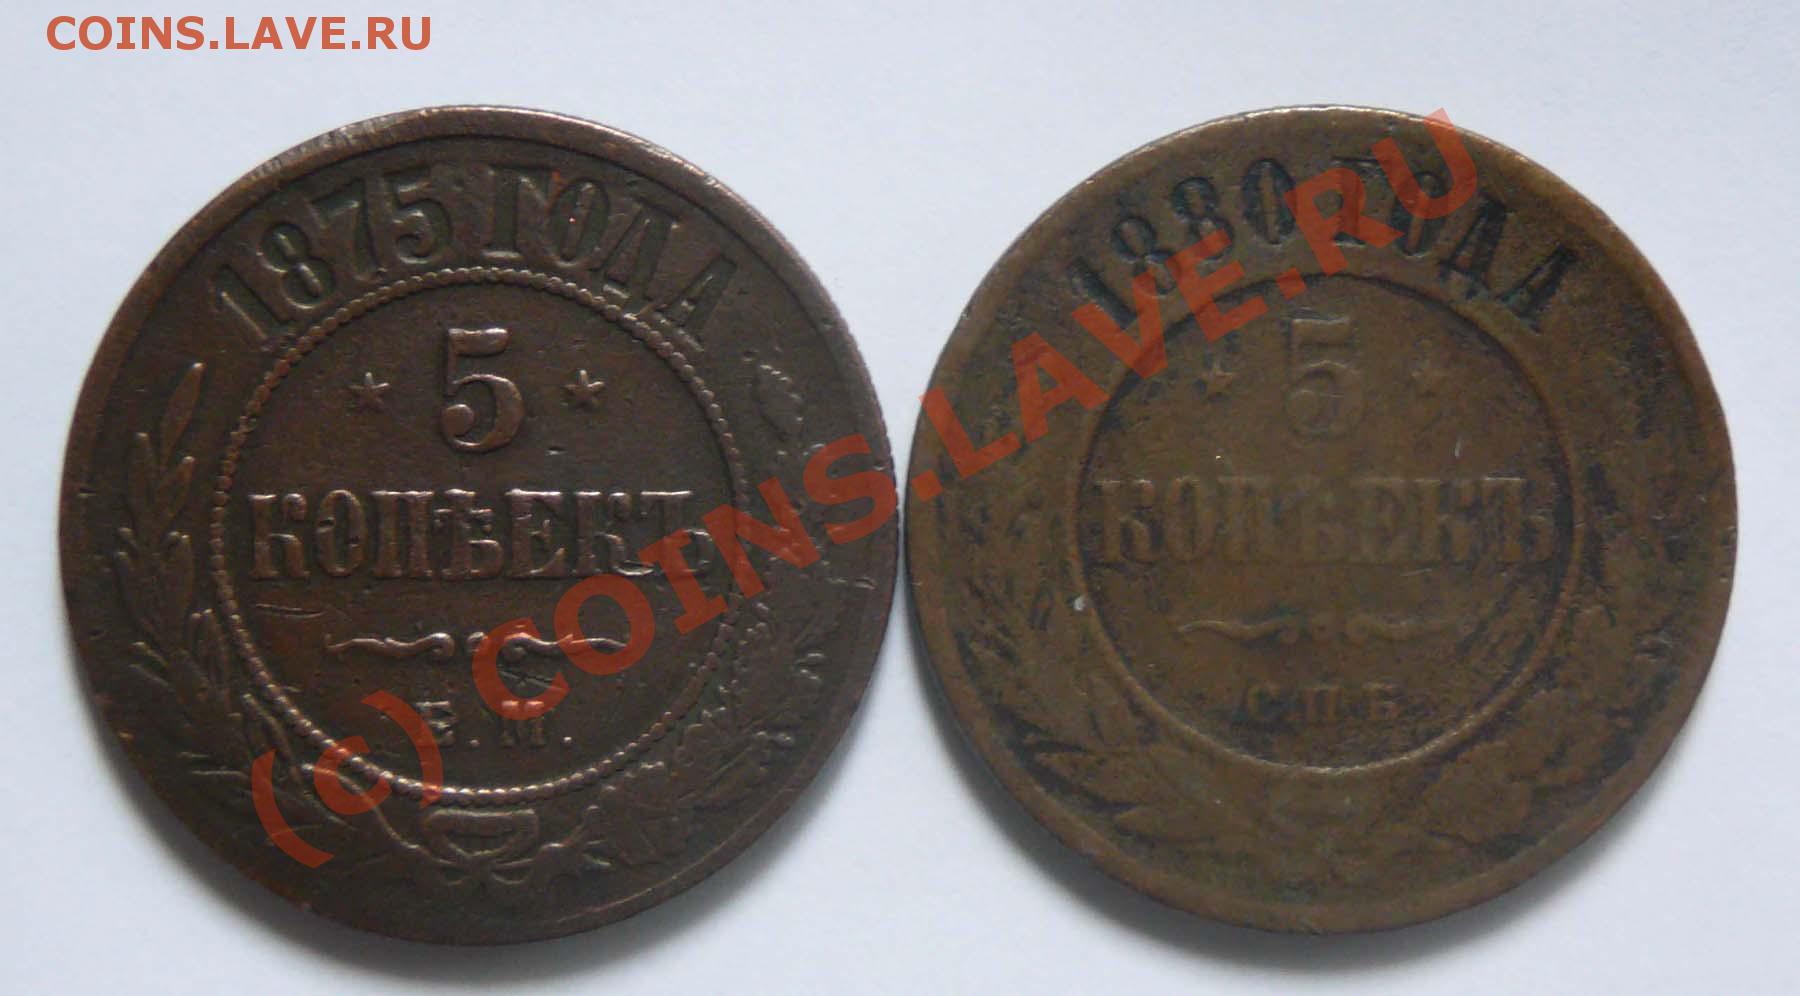 COINS.LAVE.RU
1875 ГОДА
5
КОПѢЕКЪ
Е.М.
1880 ГОДА
5
КОПѢЕКЪ
С.П.Б.
(c) COINS.LAVE.RU